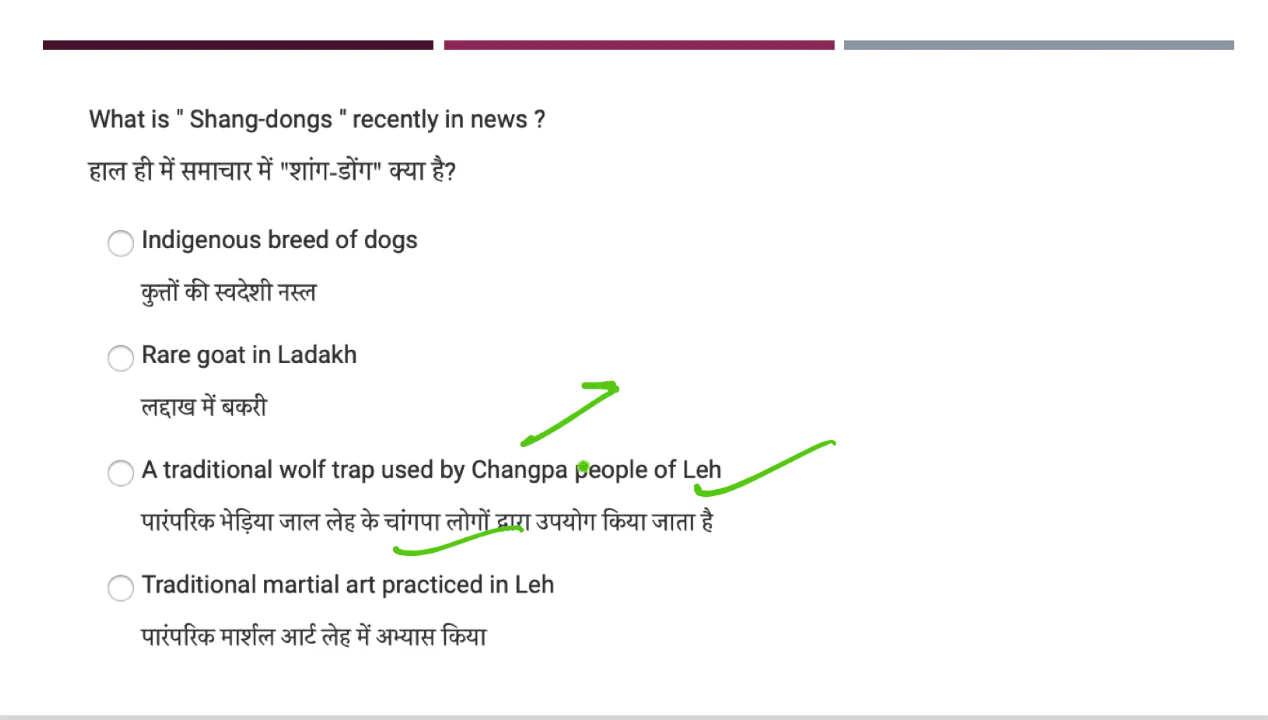 What is " Shang-dongs " recently in news ?
हाल ही में समाचार में "शांग-डोंग" क्या है?
Indigenous breed of dogs
कुत्तों की स्वदेशी नस्ल
Rare goat in Ladakh
लद्दाख में बकरी
A traditional wolf trap used by Changpa people of Leh
पारंपरिक भेड़िया जाल लेह के चांगपा लोगों द्वारा उपयोग किया जाता है
Traditional martial art practiced in Leh
पारंपरिक मार्शल आर्ट लेह में अभ्यास किया